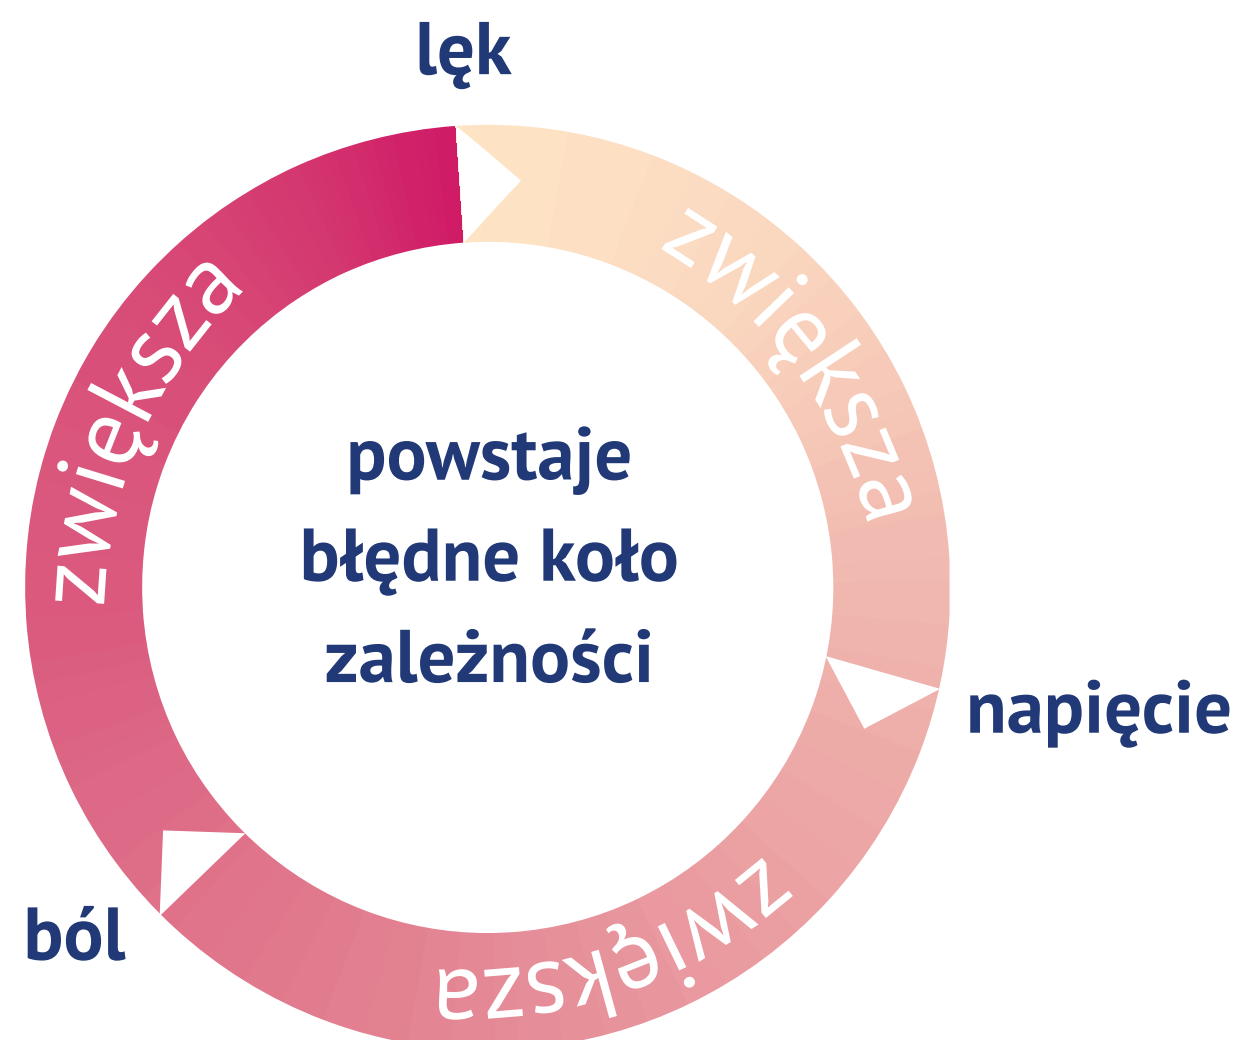 lęk
zwiększa
napięcie
zwiększa
ból
zwiększa
powstaje
błędne koło
zależności